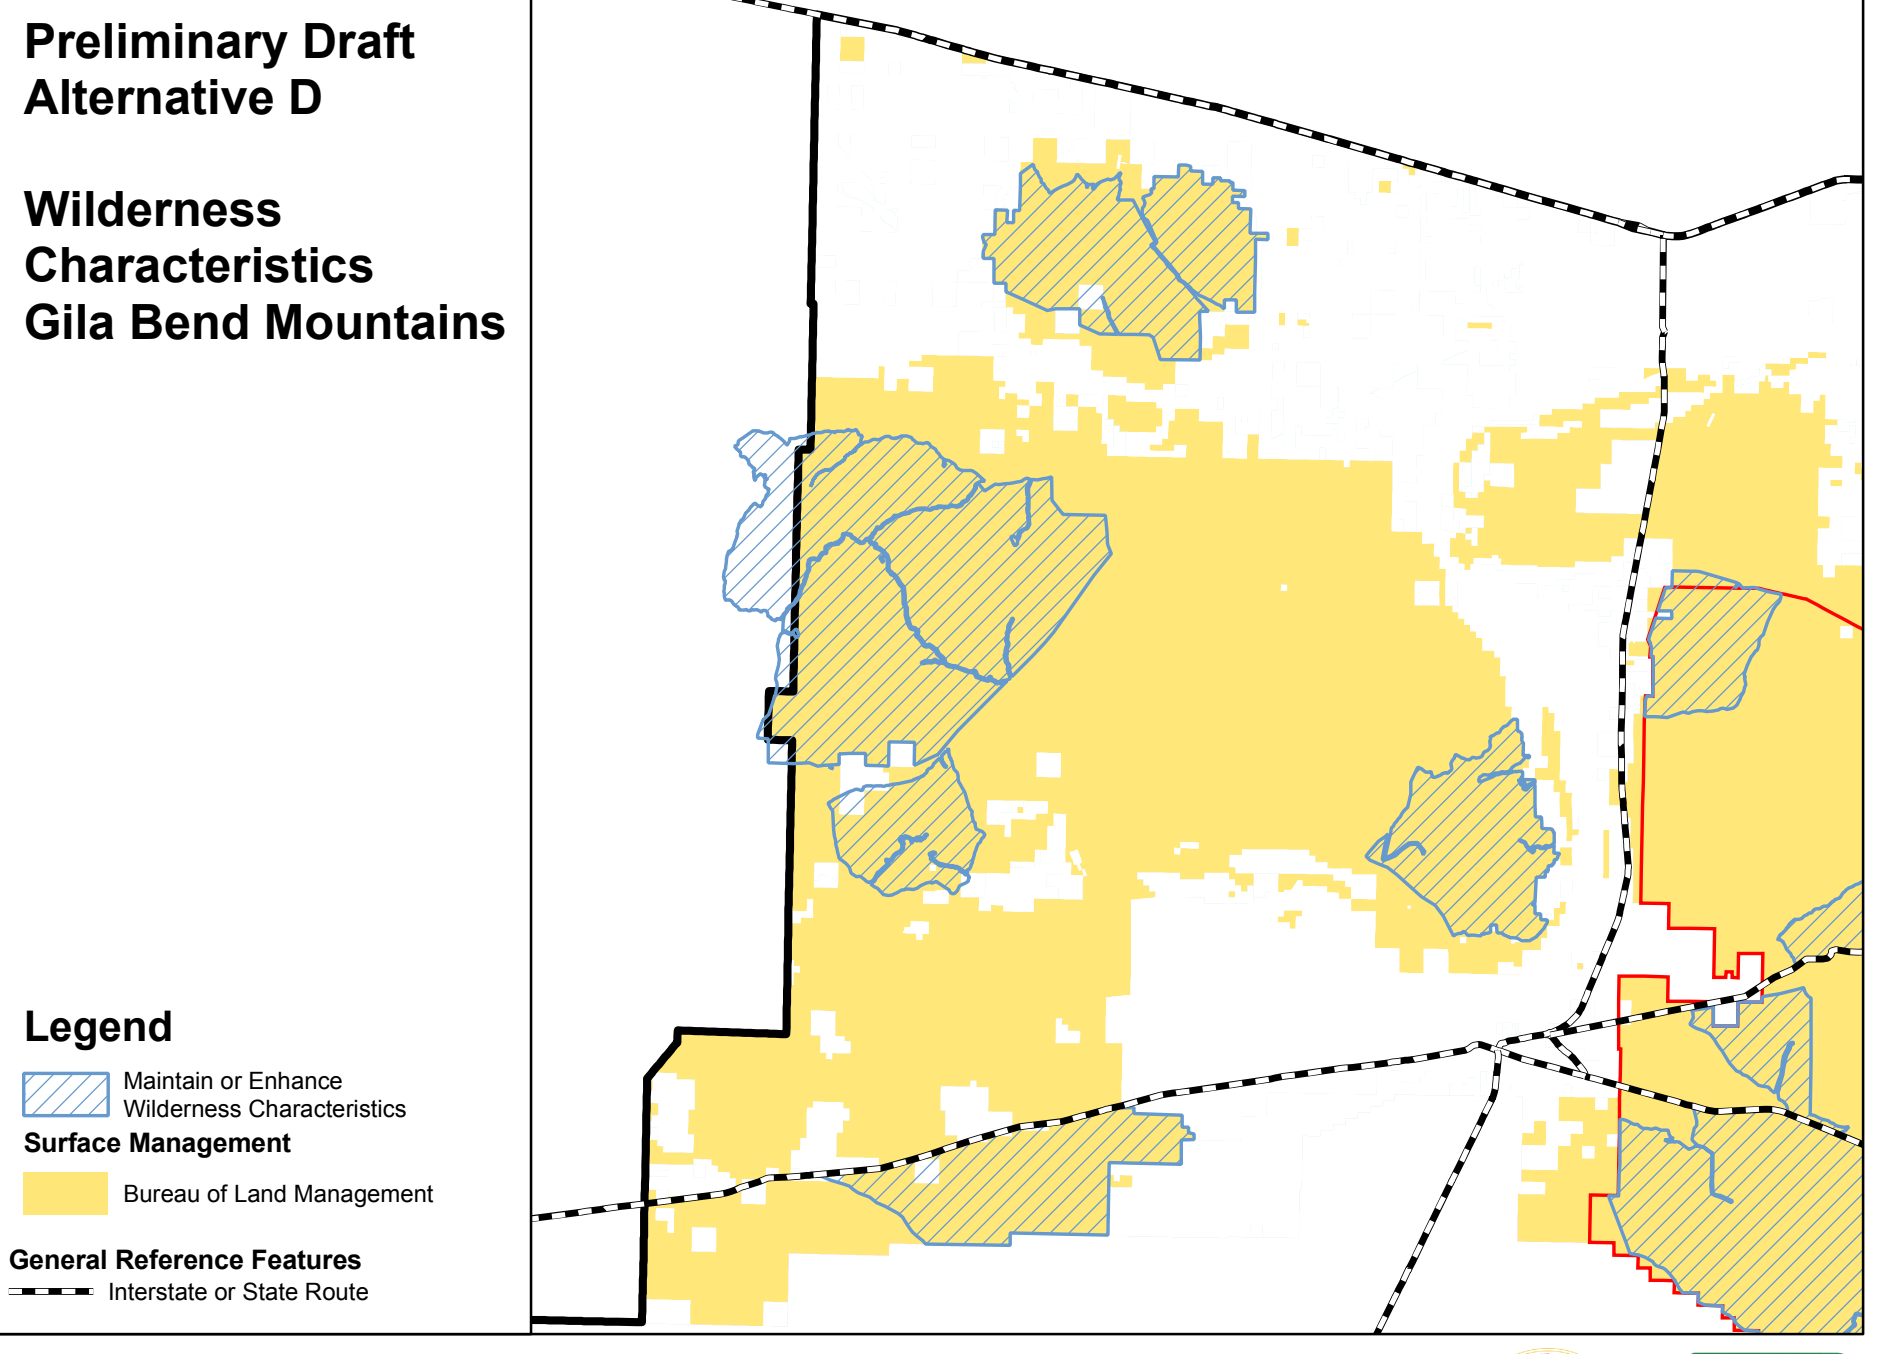 Preliminary Draft
Alternative D
Wilderness
Characteristics
Gila Bend Mountains
Legend
Maintain or Enhance
Wilderness Characteristics
Surface Management
Bureau of Land Management
General Reference Features
Interstate or State Route